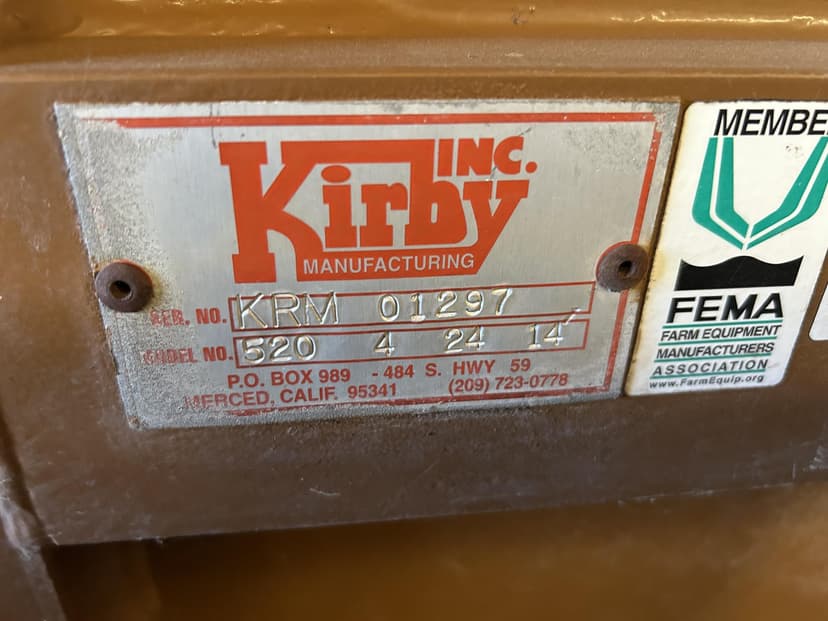 Kirby INC.
MANUFACTURING
SER. NO. KRM 01297
MODEL NO. 520 4 24 14
P.O. BOX 989 - 484 S. HWY 59
MERCED, CALIF. 95341 (209) 723-0778
MEMBE
FEMA
FARM EQUIPMENT
MANUFACTURERS
ASSOCIATION
www.FarmEquip.org